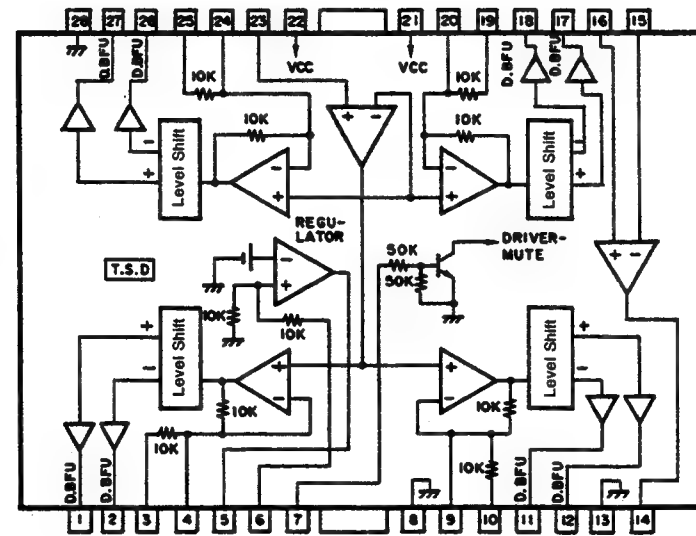 28 27 26 25 24 23 22 21 20 19 18 17 16 15
D.BFU D.BFU VCC VCC D.BFU D.BFU
10K 10K
10K + - 10K
Level Shift - + - + - + - + Level Shift
REGU-
LATOR
DRIVER-
MUTE
+ -
T.S.D
- + 50K
50K
10K 10K
Level Shift + - + - + - + - Level Shift
10K 10K
10K 10K
D.BFU D.BFU D.BFU D.BFU
1 2 3 4 5 6 7 8 9 10 11 12 13 14